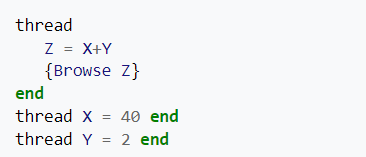 thread
   Z = X+Y
   {Browse Z}
end
thread X = 40 end
thread Y = 2 end